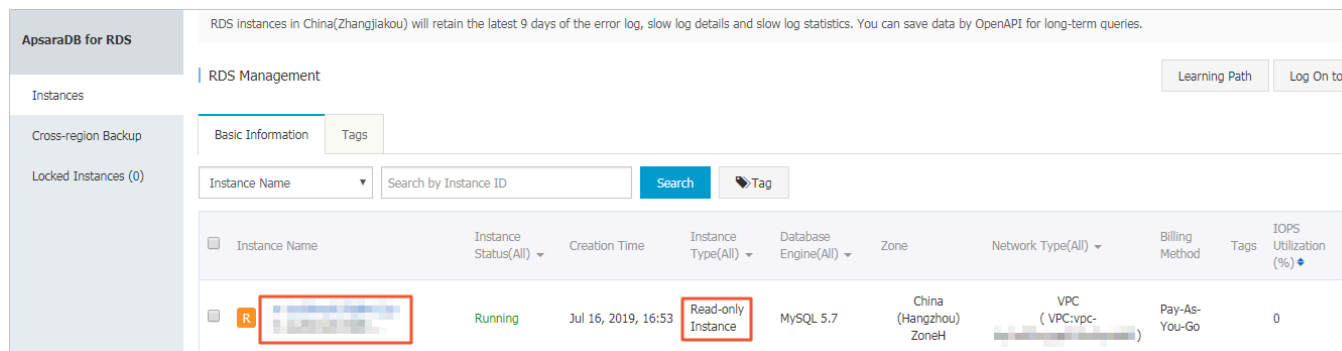 RDS instances in China(Zhangjiakou) will retain the latest 9 days of the error log, slow log details and slow log statistics. You can save data by OpenAPI for long-term queries.
ApsaraDB for RDS
RDS Management
Learning Path
Log On to
Instances
Cross-region Backup
Locked Instances (0)
Basic Information
Tags
Instance Name
Search by Instance ID
Search
Tag
Instance Name
Instance
Status(All)
Creation Time
Instance
Type(All)
Database
Engine(All)
Zone
Network Type(All)
Billing
Method
Tags
IOPS
Utilization
(%)
R
Running
Jul 16, 2019, 16:53
Read-only
Instance
MySQL 5.7
China
(Hangzhou)
ZoneH
VPC
( VPC:vpc-
)
Pay-As-
You-Go
0